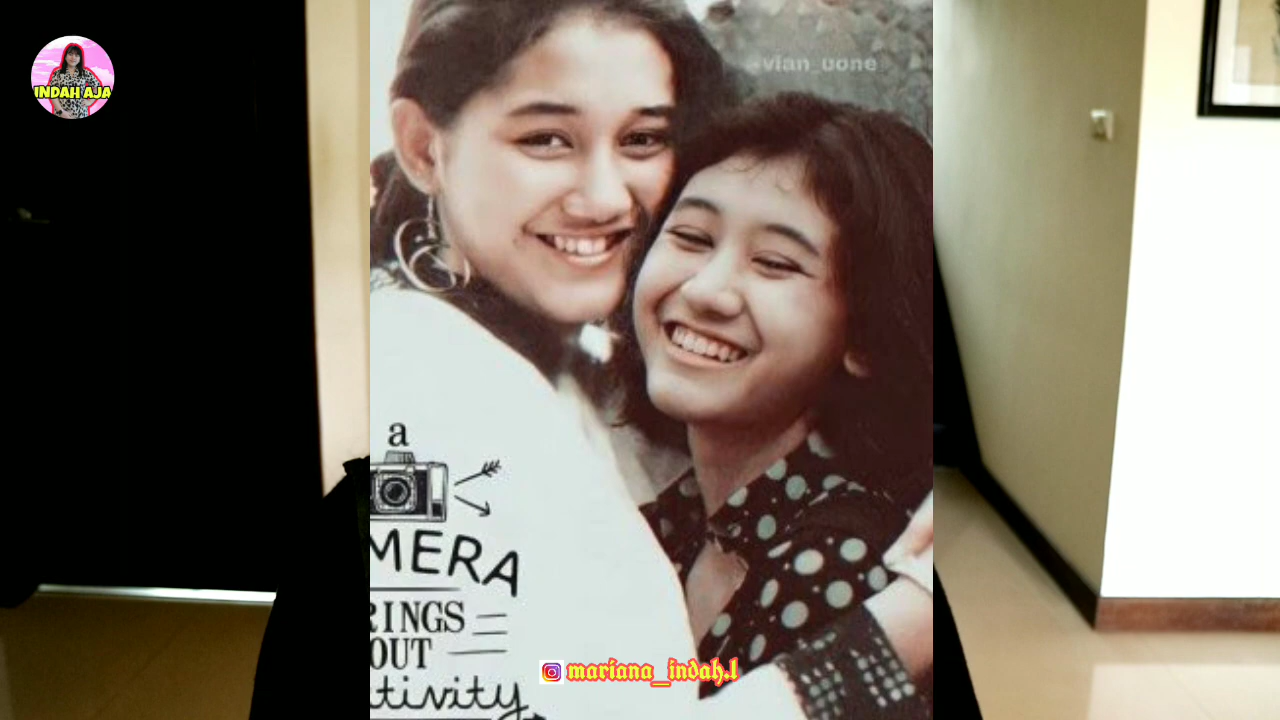 INDAH AJA
vian_uone
a
MERA
RINGS
OUT
tivity
mariana_indah.l